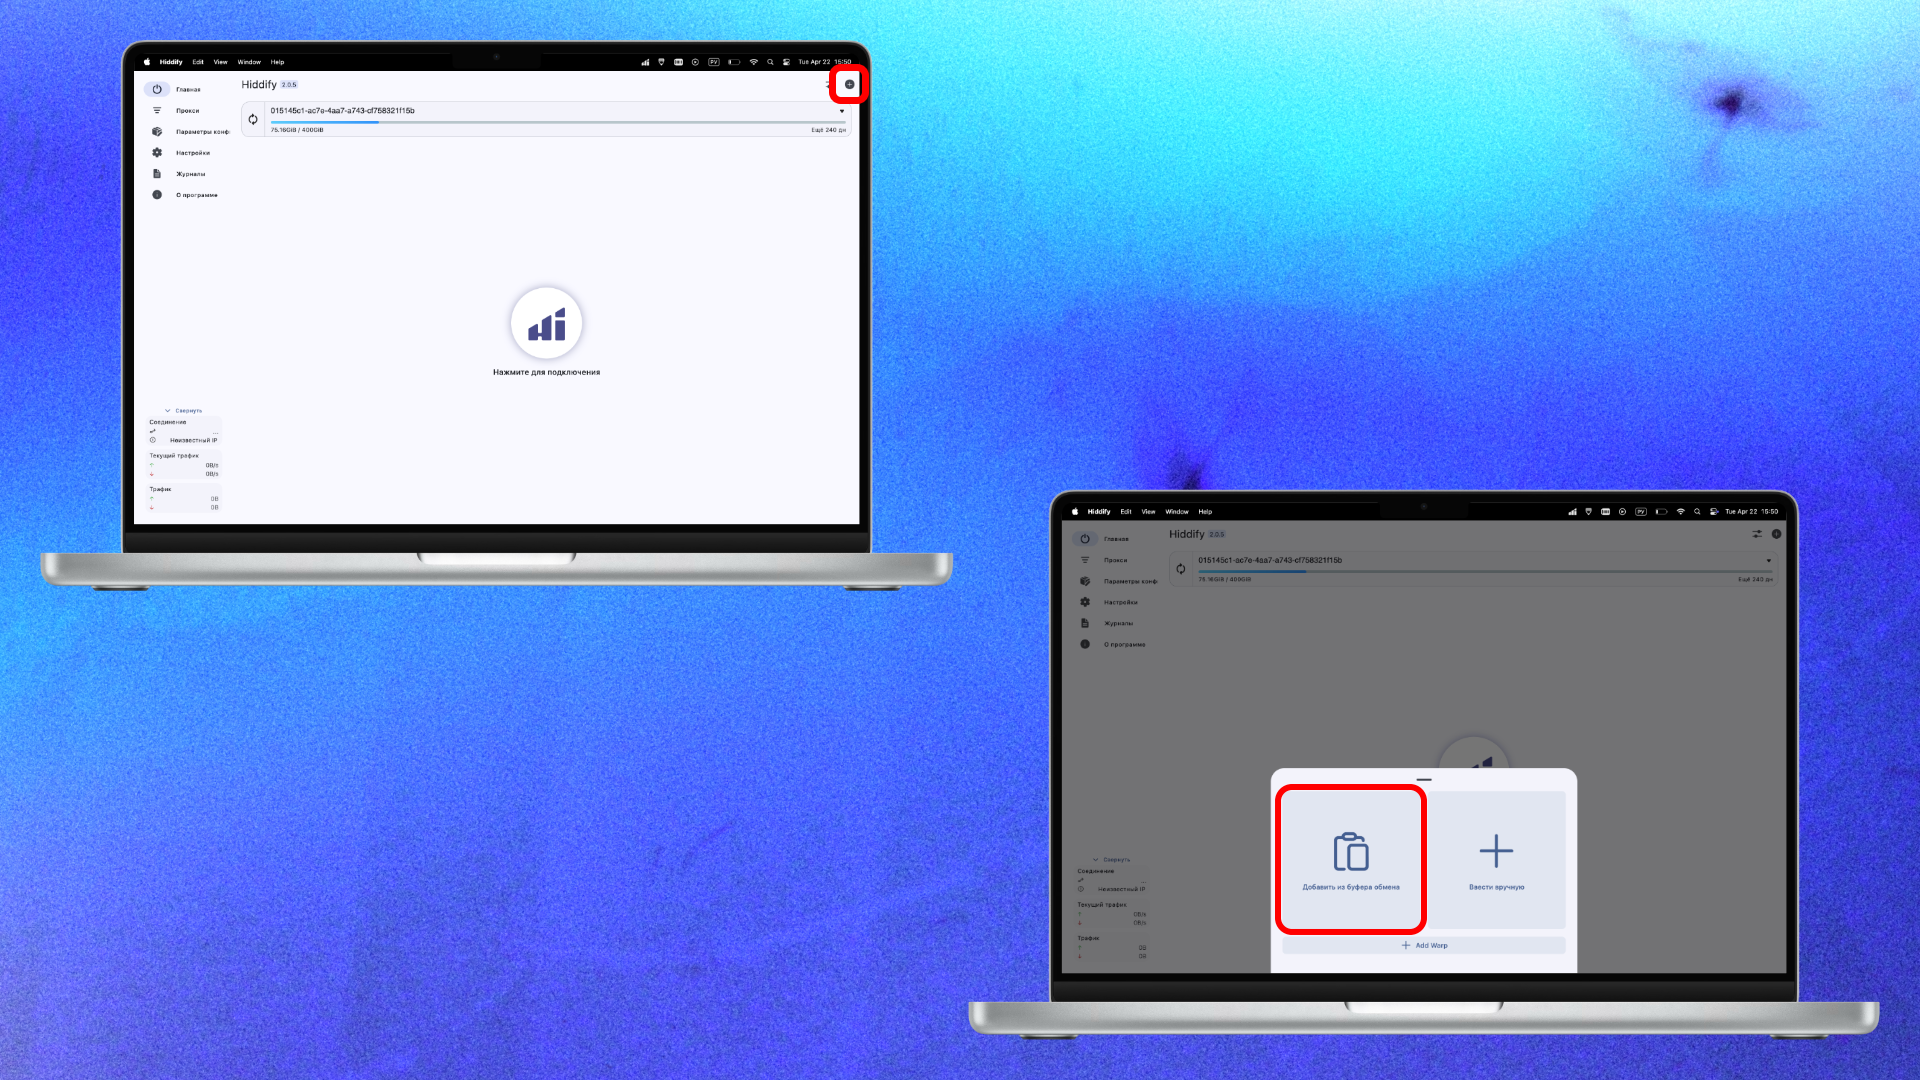 Hiddify Edit View Window Help
РУ
Tue Apr 22 15:50
Главная
Прокси
Параметры конф
Настройки
Журналы
О программе
Hiddify 2.0.5
015145c1-ac7e-4aa7-a743-cf758321f15b
75.16GiB / 400GiB
Ещё 240 дн
Нажмите для подключения
Свернуть
Соединение
...
Неизвестный IP
Текущий трафик
0B/s
0B/s
Трафик
0B
0B
Hiddify Edit View Window Help
РУ
Tue Apr 22 15:50
Главная
Прокси
Параметры конф
Настройки
Журналы
О программе
Hiddify 2.0.5
015145c1-ac7e-4aa7-a743-cf758321f15b
75.16GiB / 400GiB
Ещё 240 дн
Свернуть
Соединение
...
Неизвестный IP
Текущий трафик
0B/s
0B/s
Трафик
0B
0B
Добавить из буфера обмена
Ввести вручную
Add Warp